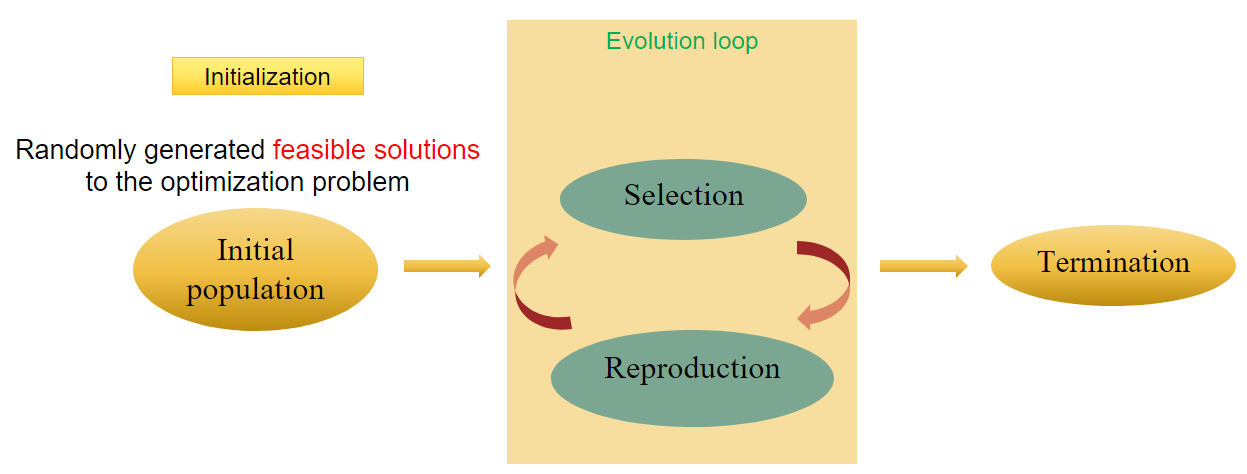 Initialization
Randomly generated feasible solutions
to the optimization problem
Initial
population
Evolution loop
Selection
Reproduction
Termination